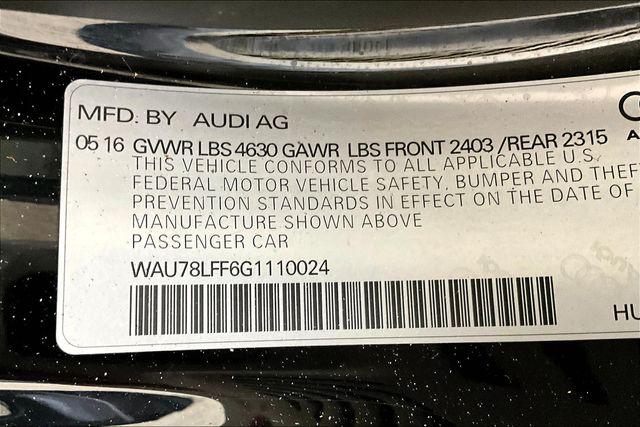 MFD. BY AUDI AG
05 16 GVWR LBS 4630 GAWR LBS FRONT 2403 /REAR 2315
THIS VEHICLE CONFORMS TO ALL APPLICABLE U.S.
FEDERAL MOTOR VEHICLE SAFETY, BUMPER AND THEF
PREVENTION STANDARDS IN EFFECT ON THE DATE OF
MANUFACTURE SHOWN ABOVE
PASSENGER CAR
WAU78LFF6G1110024